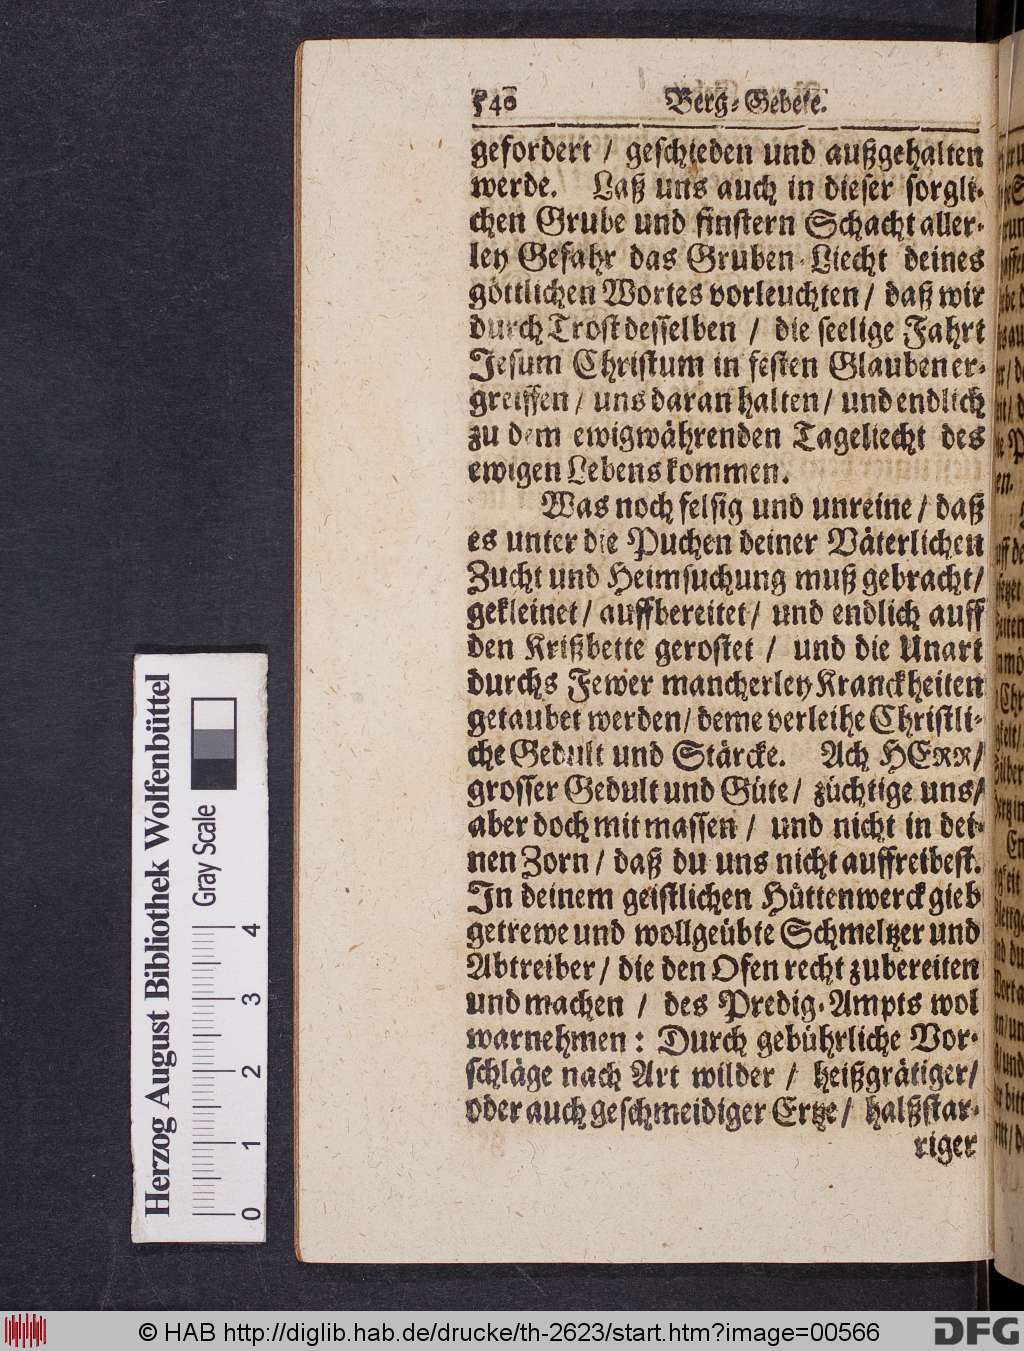 540 Berg-Gebete.
gefordert / geschieden und außgehalten
werde. Laß uns auch in dieser sorgli-
chen Grube und finstern Schacht aller-
ley Gefahr das Gruben-Liecht deines
göttlichen Wortes vorleuchten / daß wir
durch Trost desselben / die seelige Fahrt
Jesum Christum in festen Glauben er-
greiffen / uns daran halten / und endlich
zu dem ewigwährenden Tageliecht des
ewigen Lebens kommen.
Was noch felsig und unreine / daß
es unter die Puchen deiner Väterlichen
Zucht und Heimsuchung muß gebracht /
gekleinet / auffbereitet / und endlich auff
den Krißbette gerostet / und die Unart
durchs Fewer mancherley Kranckheiten
getaubet werden / deme verleihe Christli-
che Gedult und Stärcke. Ach HERR /
grosser Gedult und Güte / züchtige uns /
aber doch mit massen / und nicht in dei-
nen Zorn / daß du uns nicht auffreibest.
In deinem geistlichen Hüttenwerck gieb
getrewe und wollgeübte Schmeltzer und
Abtreiber / die den Ofen recht zubereiten
und machen / des Predig-Ampts wol
warnehmen : Durch gebührliche Vor-
schläge nach Art wilder / heißgrätiger /
oder auch geschmeidiger Ertze / halßstar-
riger
Herzog August Bibliothek Wolfenbüttel
Gray Scale
0 1 2 3 4
© HAB http://diglib.hab.de/drucke/th-2623/start.htm?image=00566
DFG